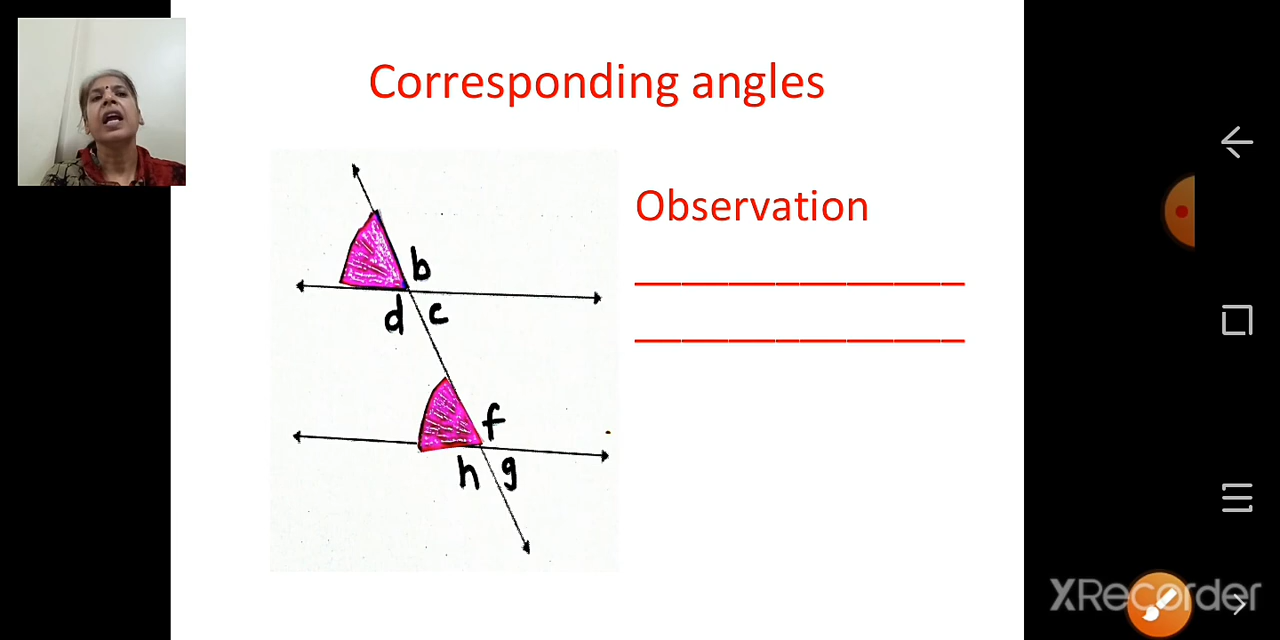 Corresponding angles
Observation
b
d c
f
h g
XRecorder